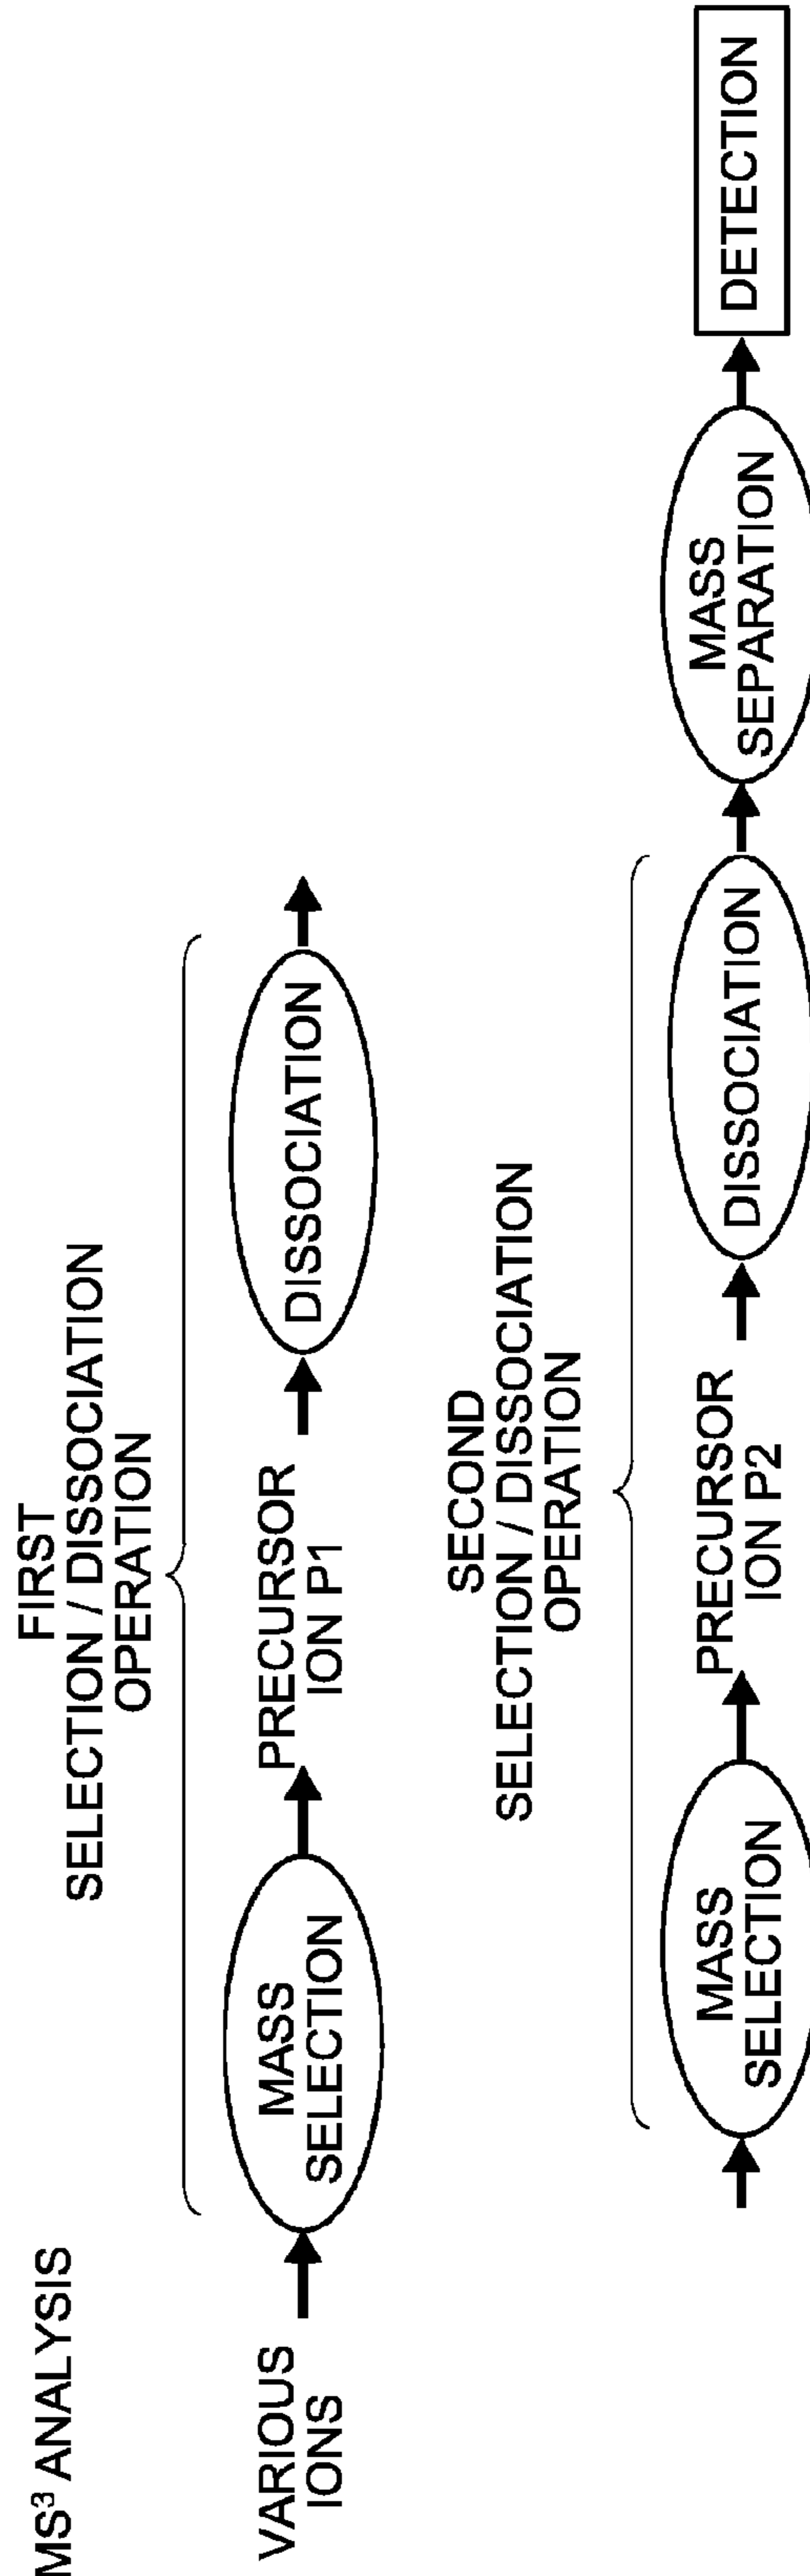 MS³ ANALYSIS
FIRST
SELECTION / DISSOCIATION
OPERATION
VARIOUS
IONS
MASS
SELECTION
PRECURSOR
ION P1
DISSOCIATION
SECOND
SELECTION / DISSOCIATION
OPERATION
MASS
SELECTION
PRECURSOR
ION P2
DISSOCIATION
MASS
SEPARATION
DETECTION